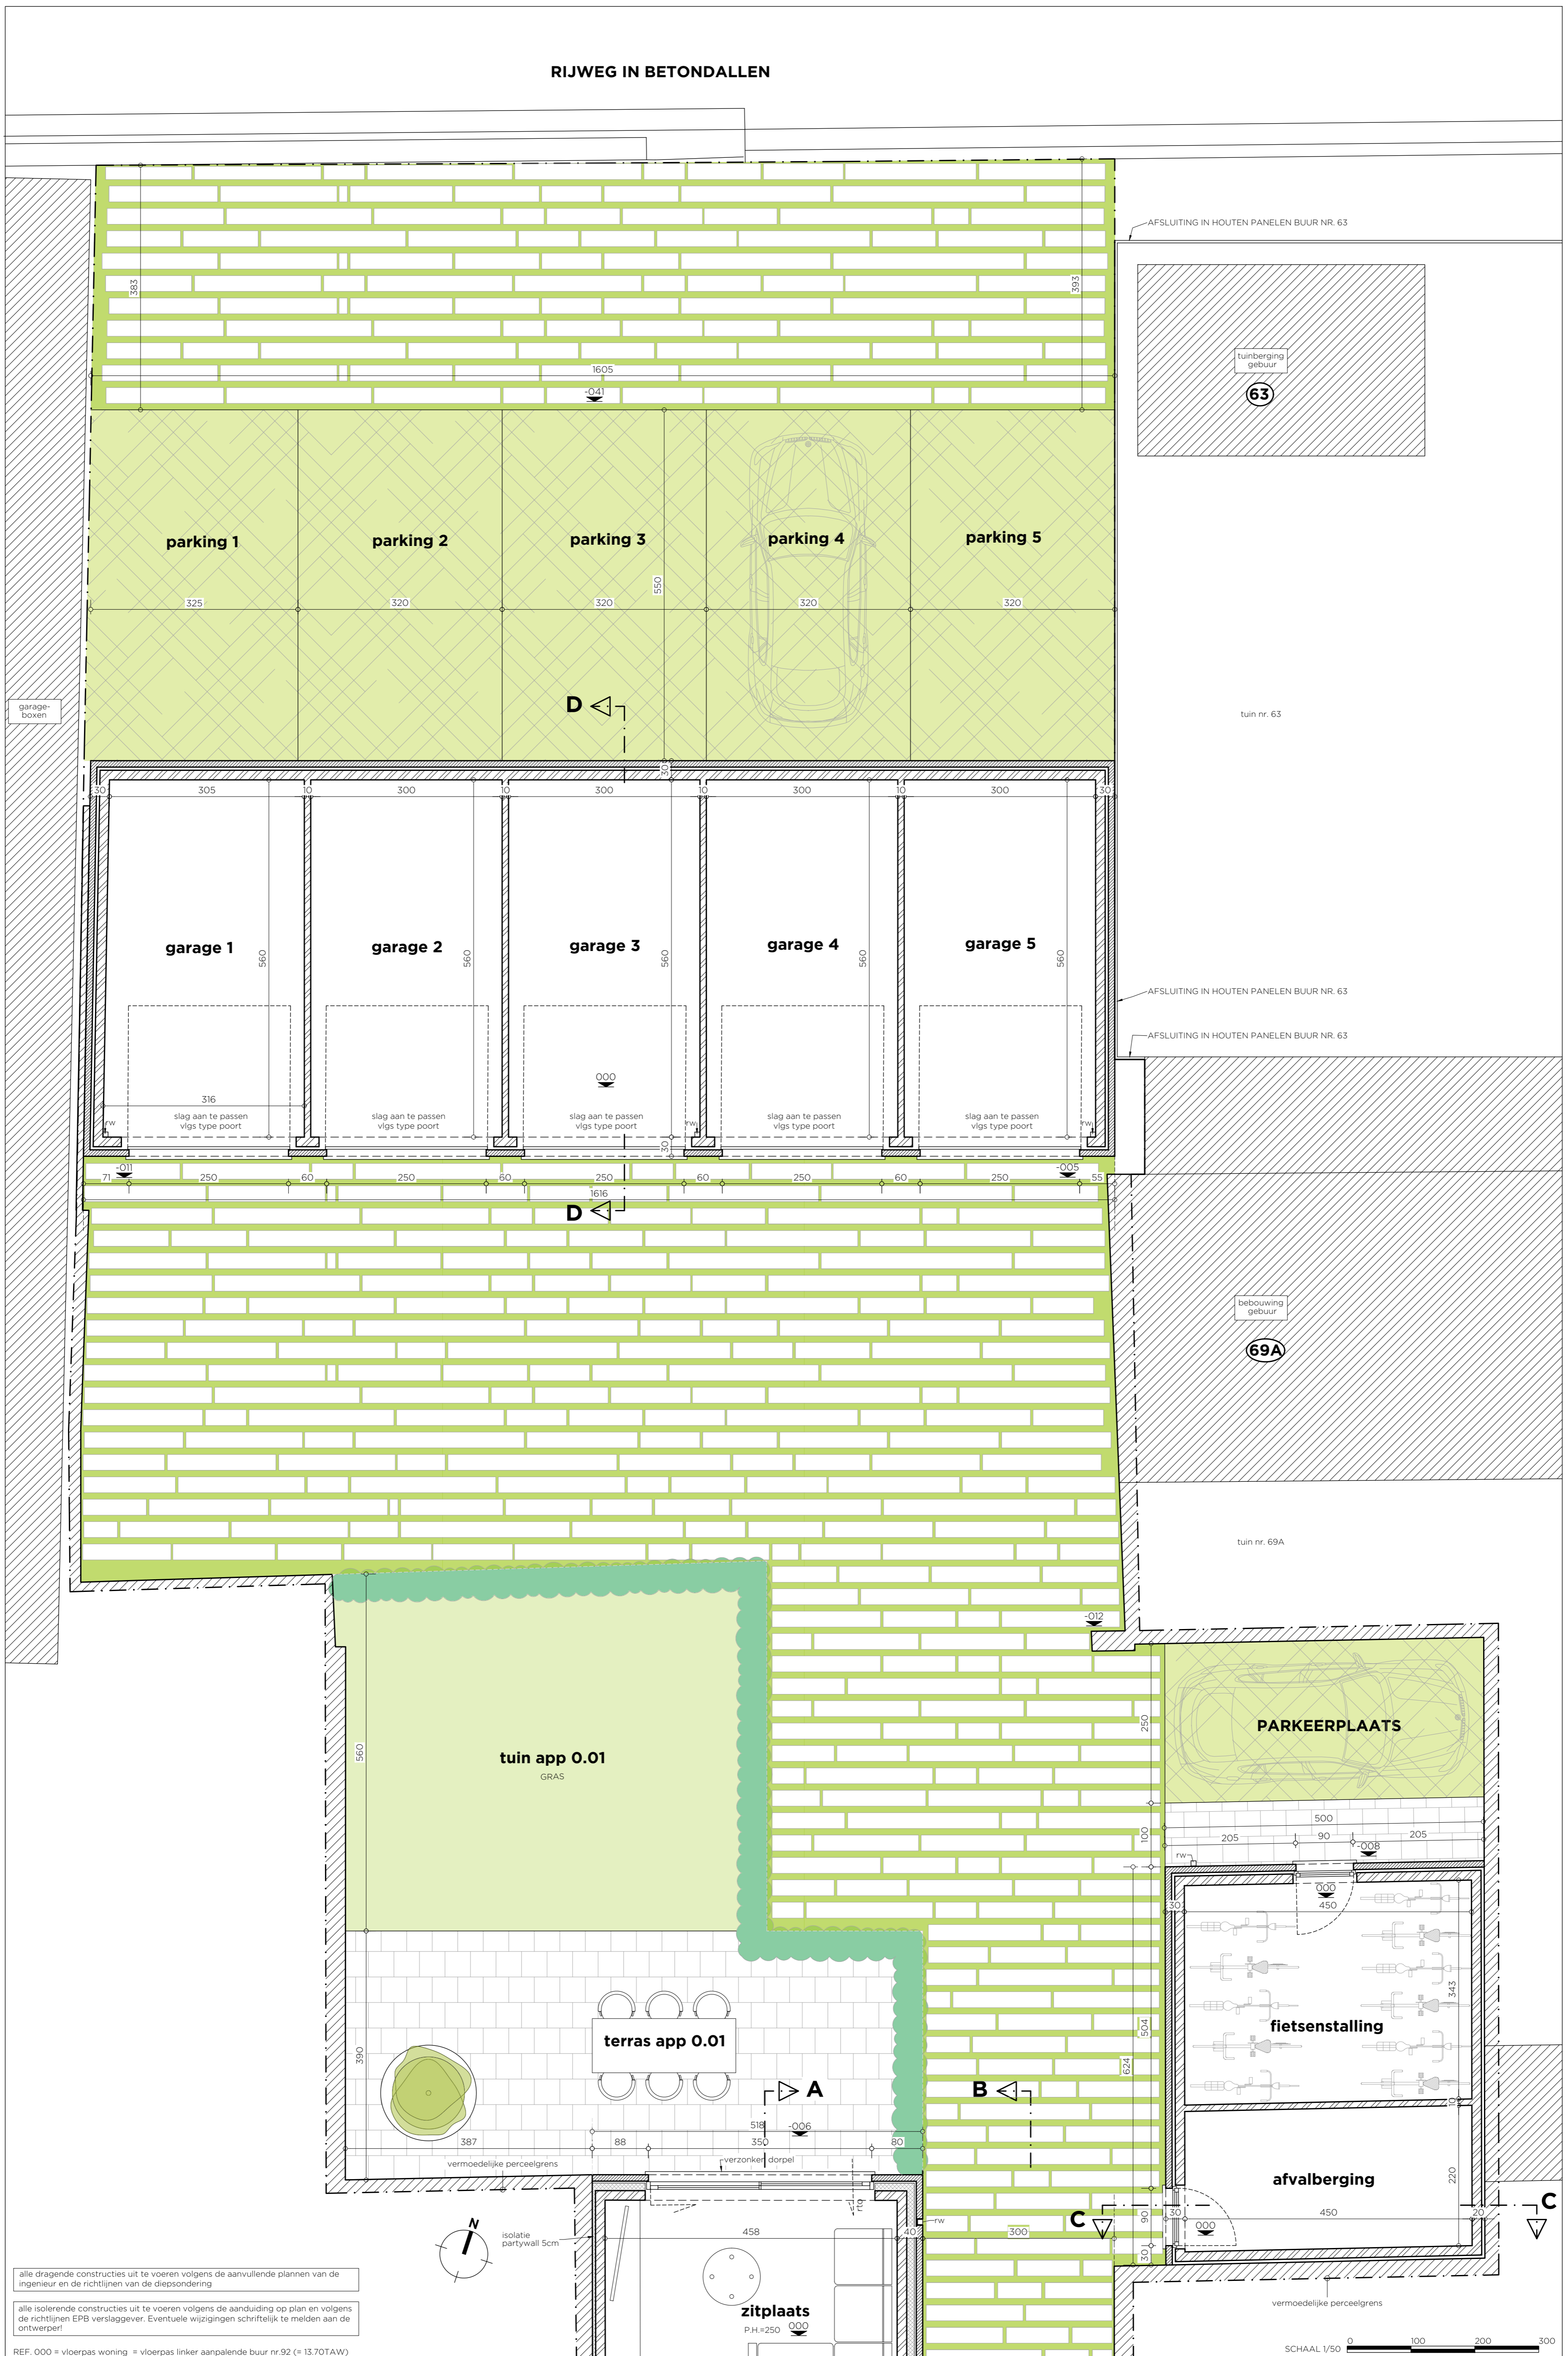 RIJWEG IN BETONDALLEN
AFSLUITING IN HOUTEN PANELEN BUUR NR. 63
383
393
tuinberging
gebuur
63
1605
-041
parking 1
parking 2
parking 3
parking 4
parking 5
550
325
320
320
320
320
garage-
boxen
D
tuin nr. 63
30
30
305
10
300
10
300
10
300
10
300
30
garage 1
garage 2
garage 3
garage 4
garage 5
560
560
560
560
560
AFSLUITING IN HOUTEN PANELEN BUUR NR. 63
AFSLUITING IN HOUTEN PANELEN BUUR NR. 63
000
316
rw
slag aan te passen
vlgs type poort
slag aan te passen
vlgs type poort
slag aan te passen
vlgs type poort
rw
slag aan te passen
vlgs type poort
slag aan te passen
vlgs type poort
rw
30
-011
-005
71
250
60
250
60
250
60
250
60
250
55
1616
D
bebouwing
gebuur
69A
tuin nr. 69A
-012
560
tuin app 0.01
GRAS
250
PARKEERPLAATS
100
500
205
90
205
-008
rw
000
30
450
343
fietsenstalling
504
624
390
terras app 0.01
A
B
10
518
-006
387
88
350
80
vermoedelijke perceelgrens
verzonken dorpel
afvalberging
220
rto
C
C
90
30
450
20
000
rw
N
isolatie
partywall 5cm
458
40
300
30
alle dragende constructies uit te voeren volgens de aanvullende plannen van de
ingenieur en de richtlijnen van de diepsondering
vermoedelijke perceelgrens
alle isolerende constructies uit te voeren volgens de aanduiding op plan en volgens
de richtlijnen EPB verslaggever. Eventuele wijzigingen schriftelijk te melden aan de
ontwerper!
zitplaats
P.H.=250
000
REF. 000 = vloerpas woning = vloerpas linker aanpalende buur nr.92 (= 13.70TAW)
SCHAAL 1/50
0
100
200
300